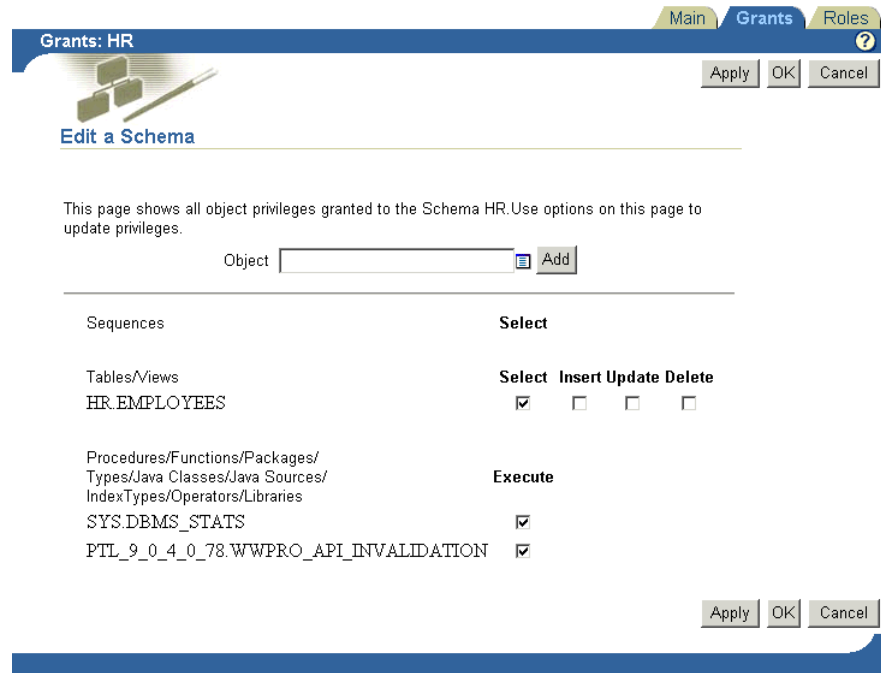 Main Grants Roles
Grants: HR ?
Apply OK Cancel
Edit a Schema
This page shows all object privileges granted to the Schema HR.Use options on this page to
update privileges.
Object Add
Sequences Select
Tables/Views Select Insert Update Delete
HR.EMPLOYEES
Procedures/Functions/Packages/
Types/Java Classes/Java Sources/ Execute
IndexTypes/Operators/Libraries
SYS.DBMS_STATS
PTL_9_0_4_0_78.WWPRO_API_INVALIDATION
Apply OK Cancel